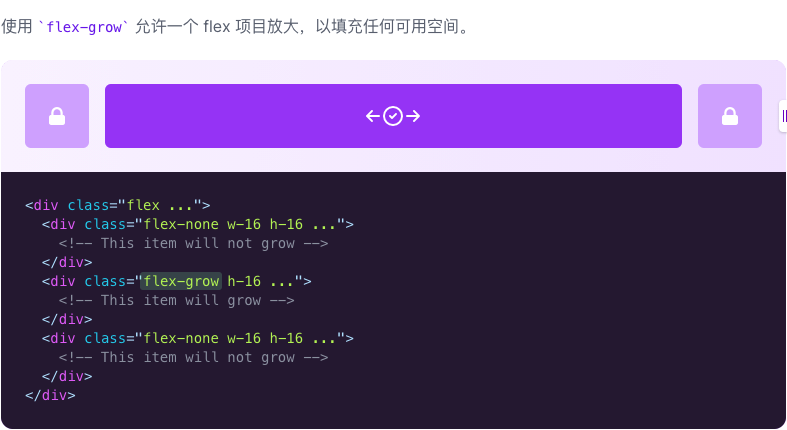 使用 `flex-grow` 允许一个 flex 项目放大，以填充任何可用空间。
<div class="flex ...">
  <div class="flex-none w-16 h-16 ...">
    <!-- This item will not grow -->
  </div>
  <div class="flex-grow h-16 ...">
    <!-- This item will grow -->
  </div>
  <div class="flex-none w-16 h-16 ...">
    <!-- This item will not grow -->
  </div>
</div>